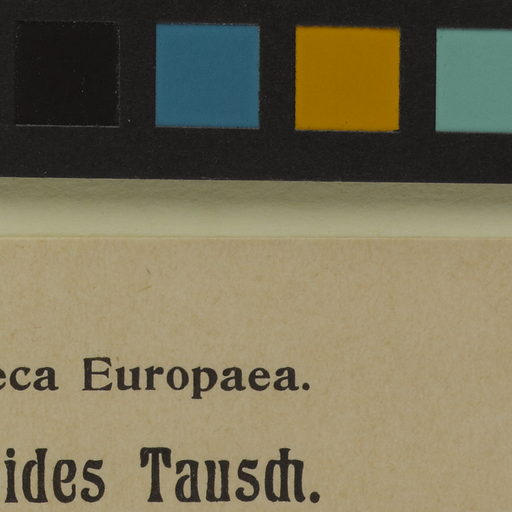 eca Europaea.
ides Tausch.